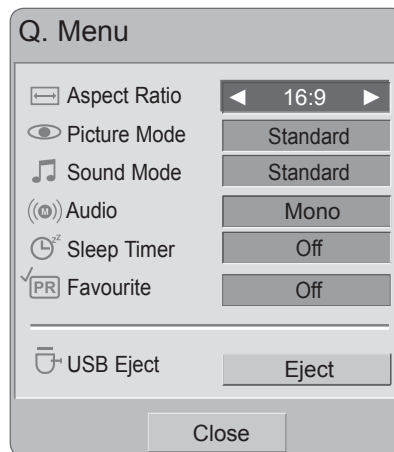 Q. Menu
Aspect Ratio ◀ 16:9 ▶
Picture Mode Standard
Sound Mode Standard
((M)) Audio Mono
Sleep Timer Off
PR Favourite Off
USB Eject Eject
Close